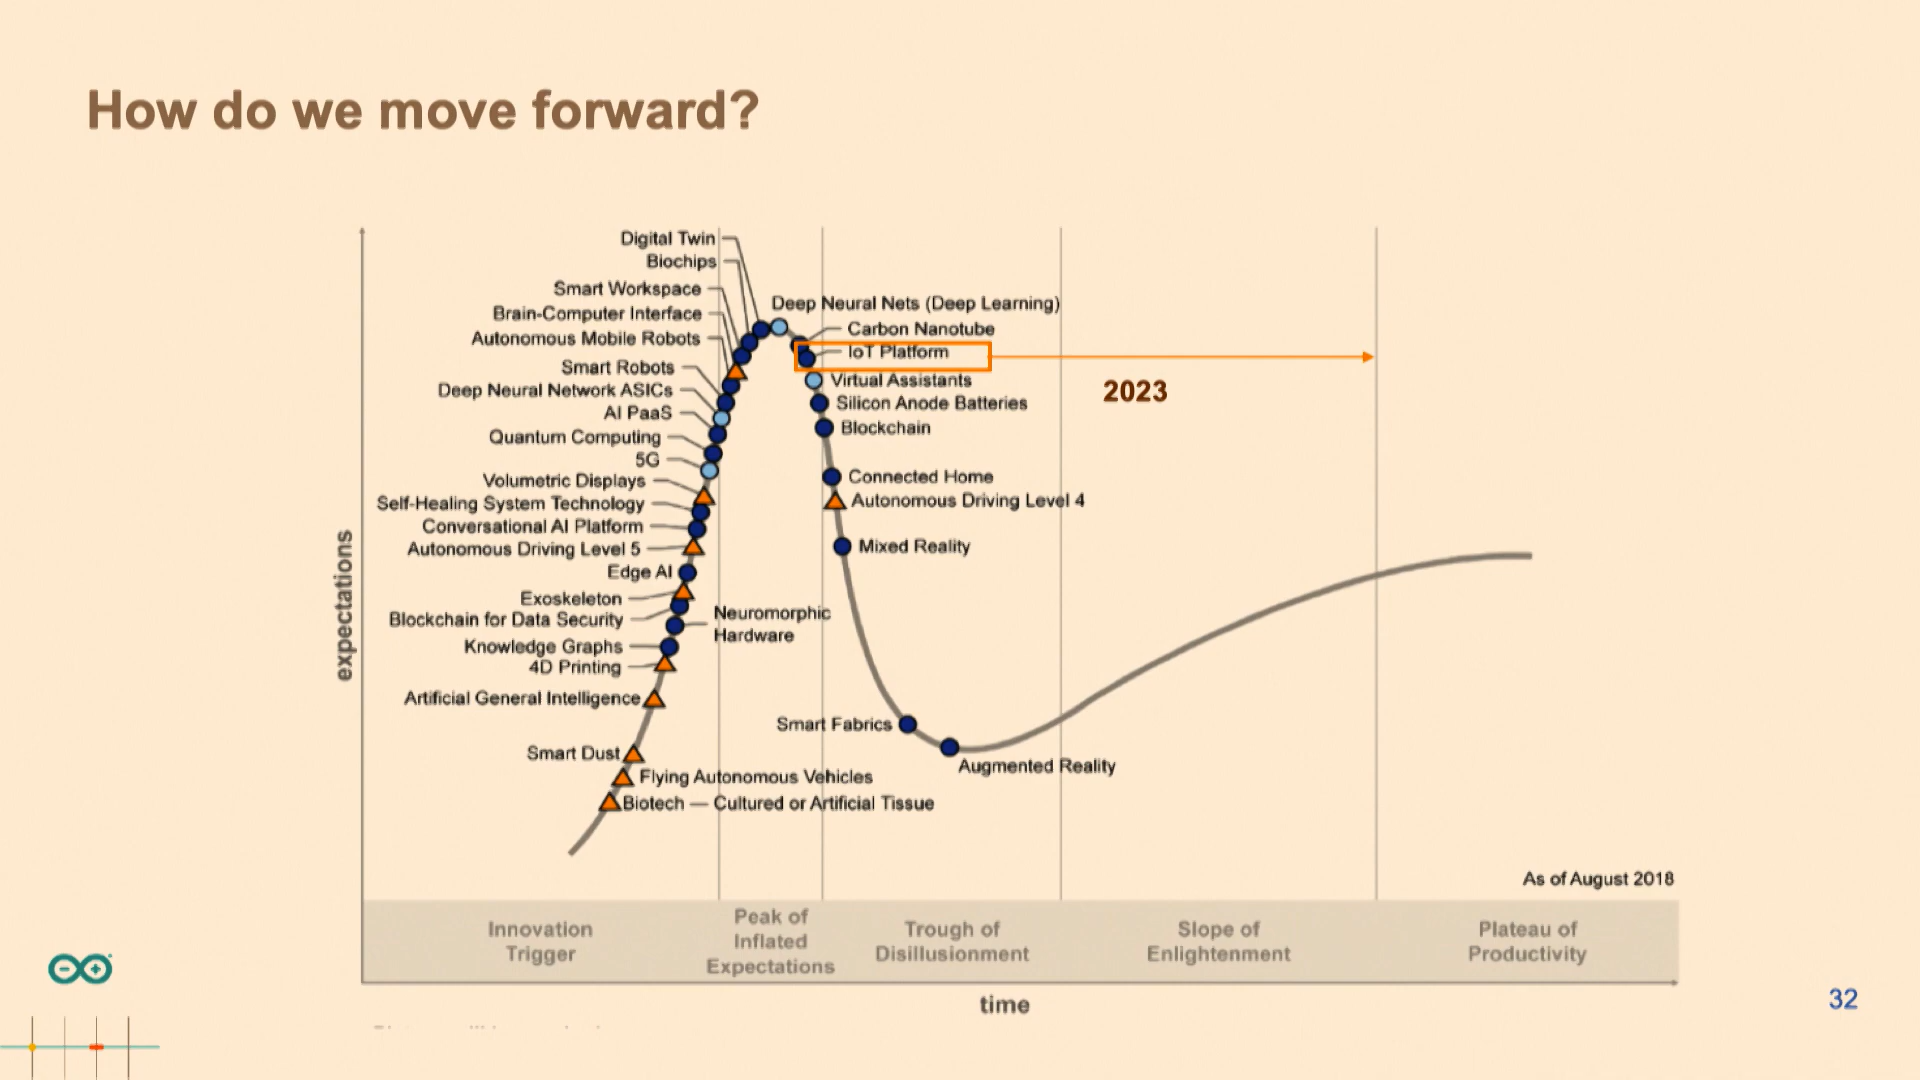 How do we move forward?
Digital Twin
Biochips
Smart Workspace
Brain-Computer Interface
Autonomous Mobile Robots
Smart Robots
Deep Neural Network ASICs
AI PaaS
Quantum Computing
5G
Volumetric Displays
Self-Healing System Technology
Conversational AI Platform
Autonomous Driving Level 5
Edge AI
Exoskeleton
Blockchain for Data Security
Neuromorphic
Hardware
Knowledge Graphs
4D Printing
Artificial General Intelligence
Smart Dust
Flying Autonomous Vehicles
Biotech — Cultured or Artificial Tissue
Deep Neural Nets (Deep Learning)
Carbon Nanotube
IoT Platform
2023
Virtual Assistants
Silicon Anode Batteries
Blockchain
Connected Home
Autonomous Driving Level 4
Mixed Reality
Smart Fabrics
Augmented Reality
expectations
As of August 2018
Innovation
Trigger
Peak of
Inflated
Expectations
Trough of
Disillusionment
Slope of
Enlightenment
Plateau of
Productivity
time
32